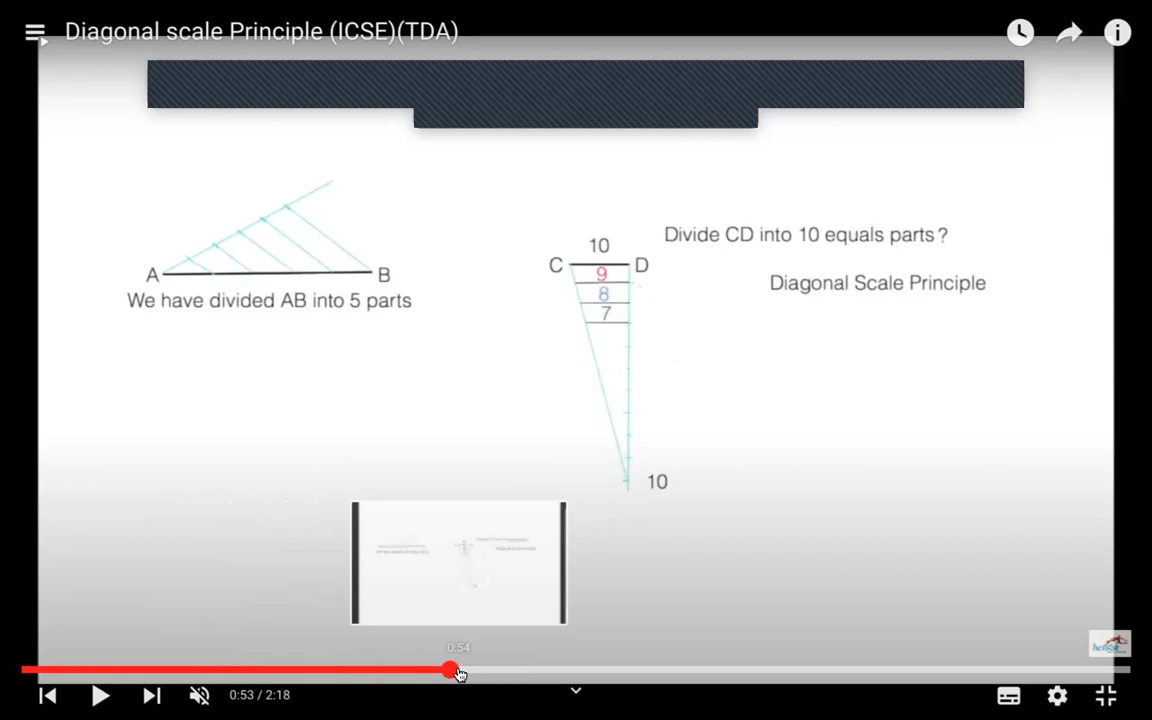 Diagonal scale Principle (ICSE)(TDA)
Divide CD into 10 equals parts?
10
C
D
9
Diagonal Scale Principle
A
B
8
We have divided AB into 5 parts
7
10
0:54
0:53 / 2:18